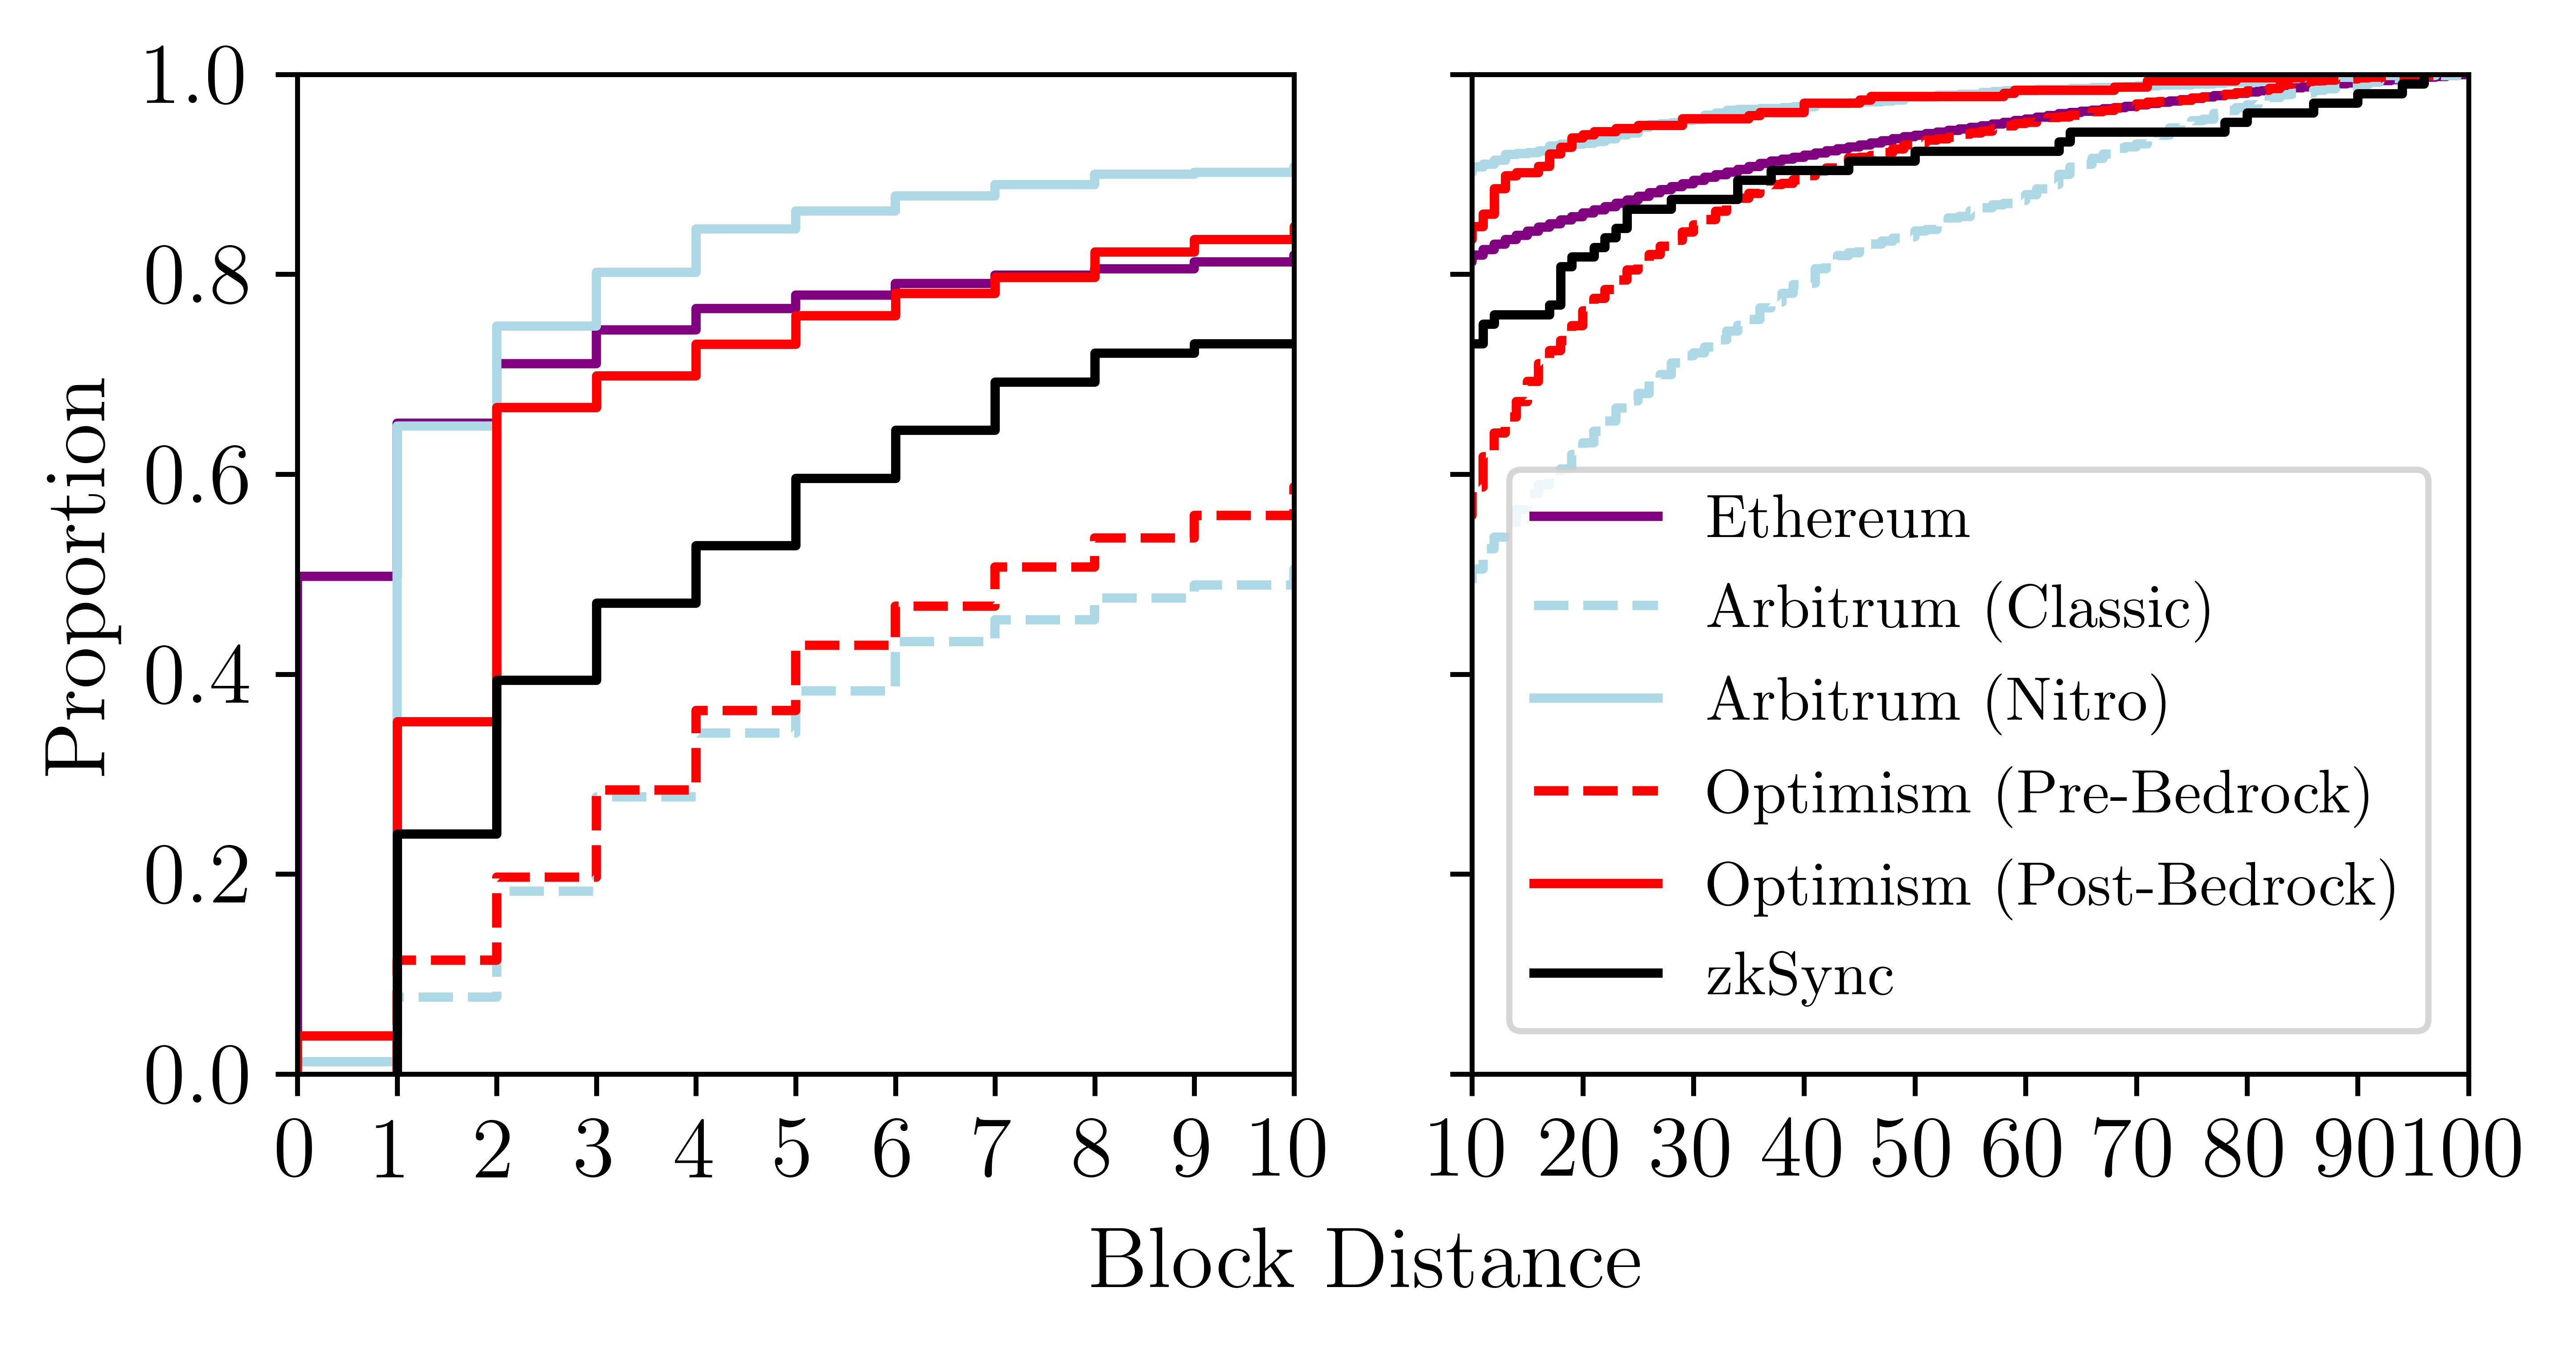 Proportion
1.0
0.8
0.6
0.4
0.2
0.0
0 1 2 3 4 5 6 7 8 9 10
10 20 30 40 50 60 70 80 90 100
Block Distance
Ethereum
Arbitrum (Classic)
Arbitrum (Nitro)
Optimism (Pre-Bedrock)
Optimism (Post-Bedrock)
zkSync